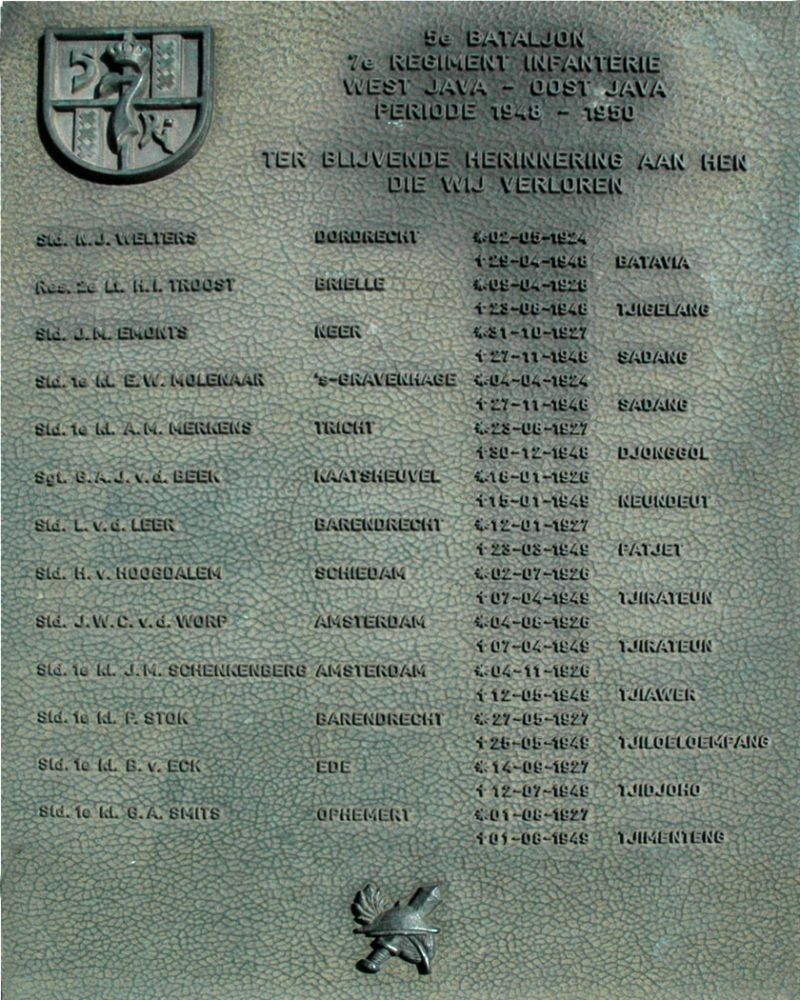 5 RI
5e BATALJON
7e REGIMENT INFANTERIE
WEST JAVA - OOST JAVA
PERIODE 1948 - 1950
TER BLIJVENDE HERINNERING AAN HEN
DIE WIJ VERLOREN
Sld. N.J. WELTERS DORDRECHT *02-05-1924
†29-04-1948 BATAVIA
Res. 2e Lt. H.I. TROOST BRIELLE *09-04-1926
†23-06-1948 TJIGELANG
Sld. J.M. EMONTS NEER *31-10-1927
†27-11-1948 SADANG
Sld. 1e kl. E.W. MOLENAAR 's-GRAVENHAGE *04-04-1924
†27-11-1948 SADANG
Sld. 1e kl. A.M. MERKENS TRICHT *23-08-1927
†30-12-1948 DJONGGOL
Sgt. G.A.J. v.d. BEEK KAATSHEUVEL *16-01-1926
†15-01-1949 NEUNDEUT
Sld. L. v.d. LEER BARENDRECHT *12-01-1927
†23-03-1949 PATJET
Sld. H. v. HOOGDALEM SCHIEDAM *02-07-1926
†07-04-1949 TJIRATEUN
Sld. J.W.C. v.d. WORP AMSTERDAM *04-08-1926
†07-04-1949 TJIRATEUN
Sld. 1e kl. J.M. SCHENKENBERG AMSTERDAM *04-11-1926
†12-05-1949 TJIAWER
Sld. 1e kl. P. STOK BARENDRECHT *27-05-1927
†25-05-1949 TJILOELOEMPANG
Sld. 1e kl. B. v. ECK EDE *14-09-1927
†12-07-1949 TJIDJOHO
Sld. 1e kl. G.A. SMITS OPHEMERT *01-08-1927
†01-08-1949 TJIMENTENG